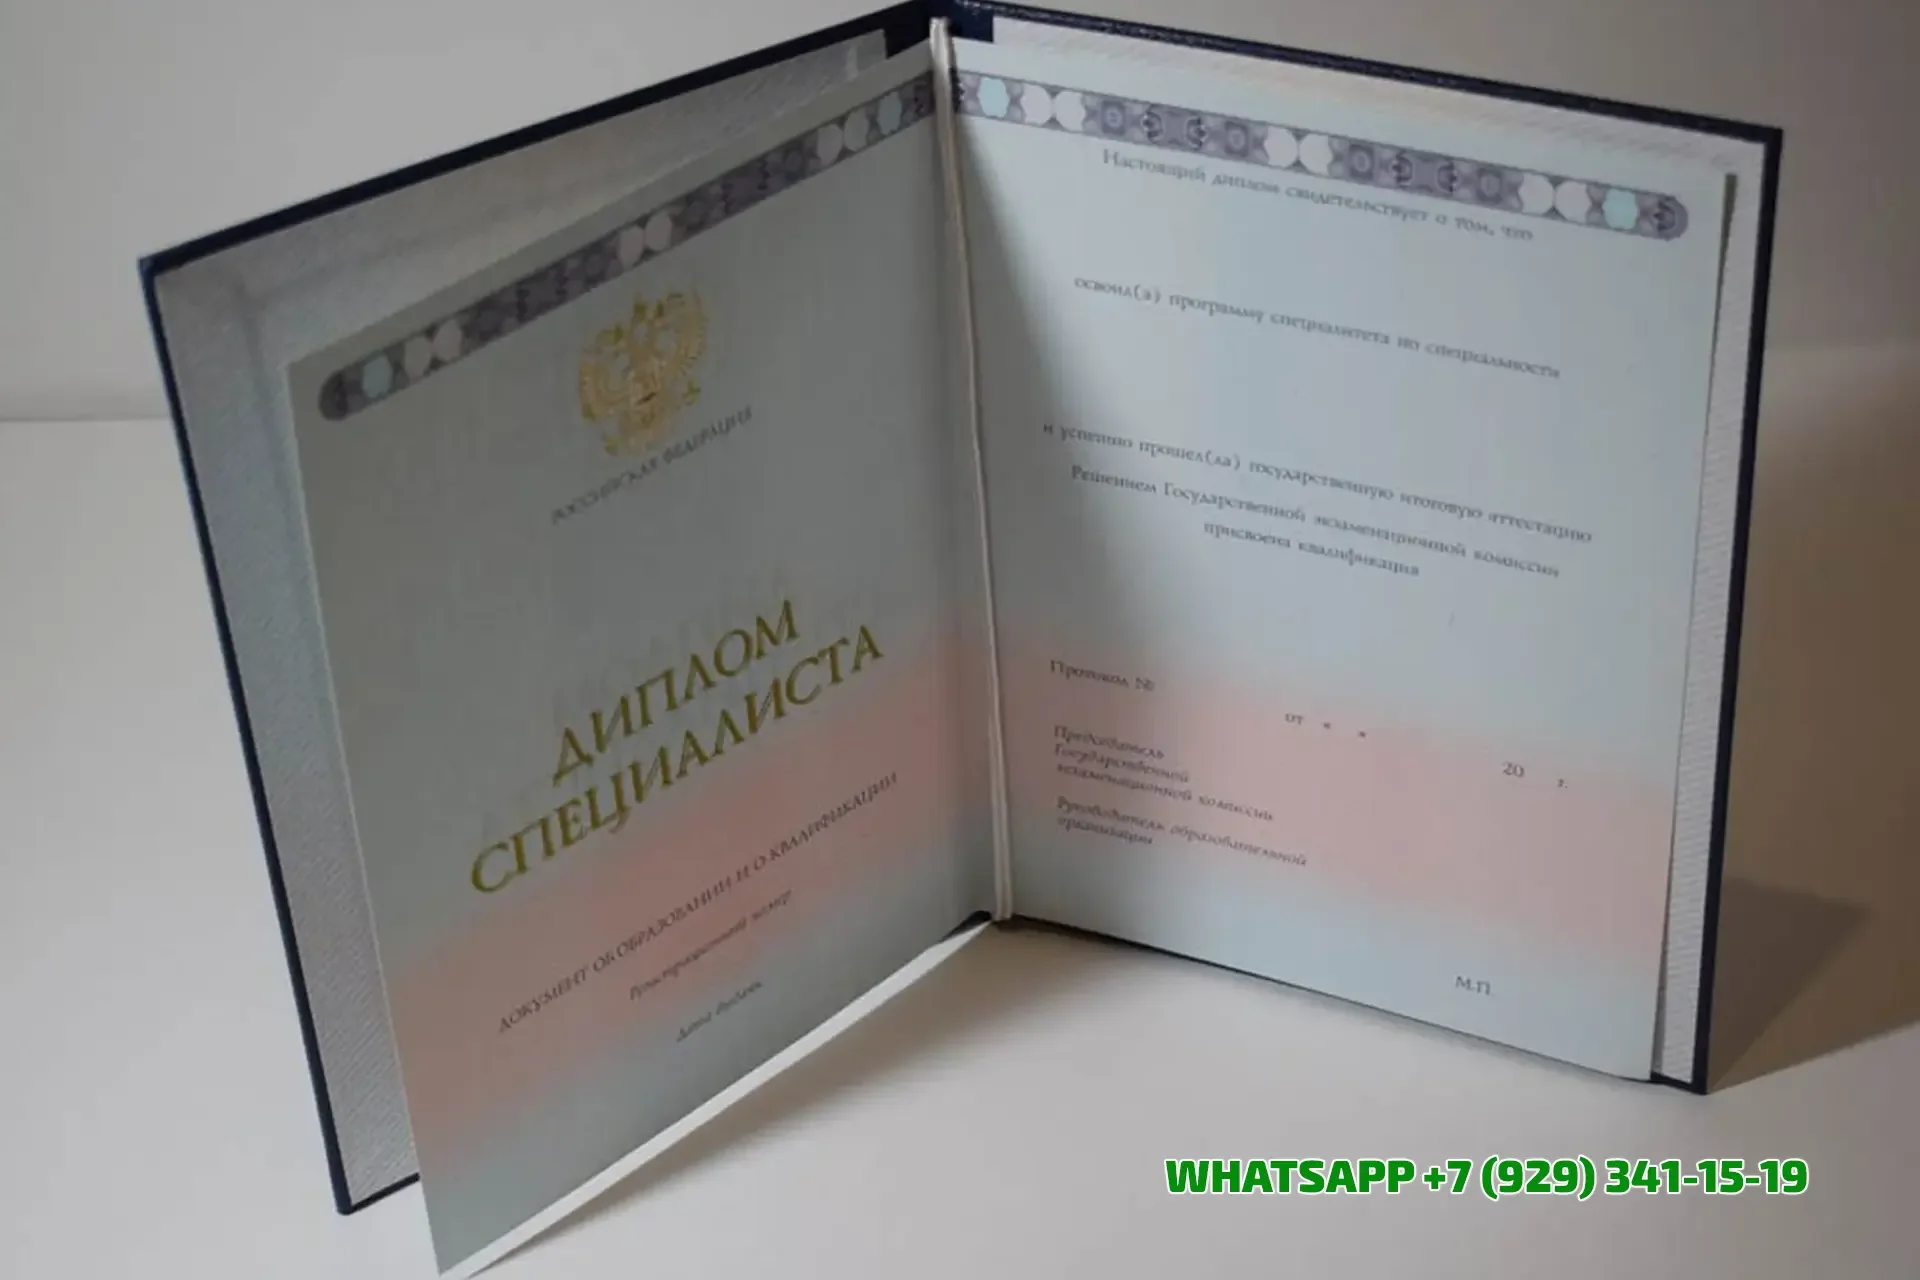 РОССИЙСКАЯ ФЕДЕРАЦИЯ
ДИПЛОМ
СПЕЦИАЛИСТА
ДОКУМЕНТ ОБ ОБРАЗОВАНИИ И О КВАЛИФИКАЦИИ
Регистрационный номер
Дата выдачи
Настоящий диплом свидетельствует о том, что
освоил(а) программу специалитета по специальности
и успешно прошел(ла) государственную итоговую аттестацию
Решением Государственной экзаменационной комиссии
присвоена квалификация
Протокол №
от « »
20 г.
Председатель
Государственной
экзаменационной комиссии
Руководитель образовательной
организации
М.П.
WHATSAPP +7 (929) 341-15-19